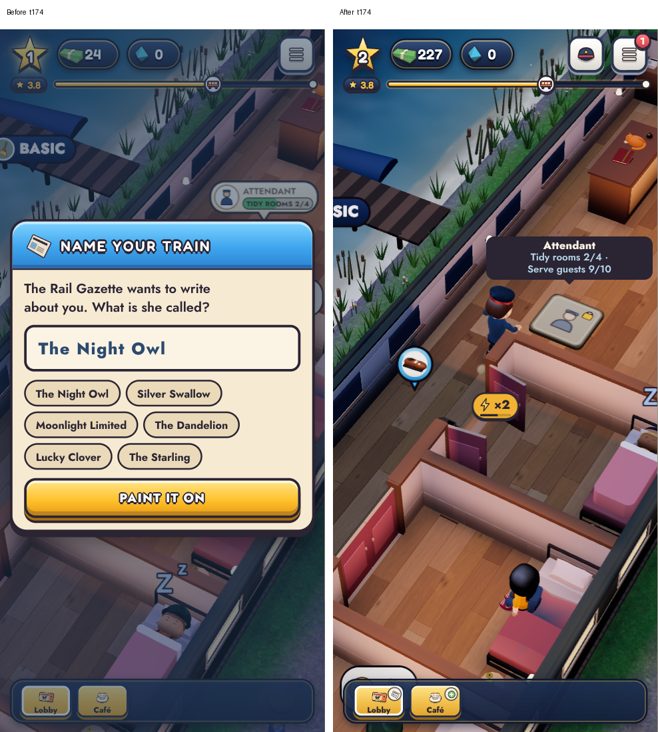 Before t174
1
24
0
★ 3.8
BASIC
ATTENDANT
TIDY ROOMS 2/4
NAME YOUR TRAIN
The Rail Gazette wants to write
about you. What is she called?
The Night Owl
The Night Owl
Silver Swallow
Moonlight Limited
The Dandelion
Lucky Clover
The Starling
PAINT IT ON
Z Z
Lobby
Café
After t174
2
227
0
1
★ 3.8
SIC
Attendant
Tidy rooms 2/4 ·
Serve guests 9/10
x2
Z
Lobby
Café